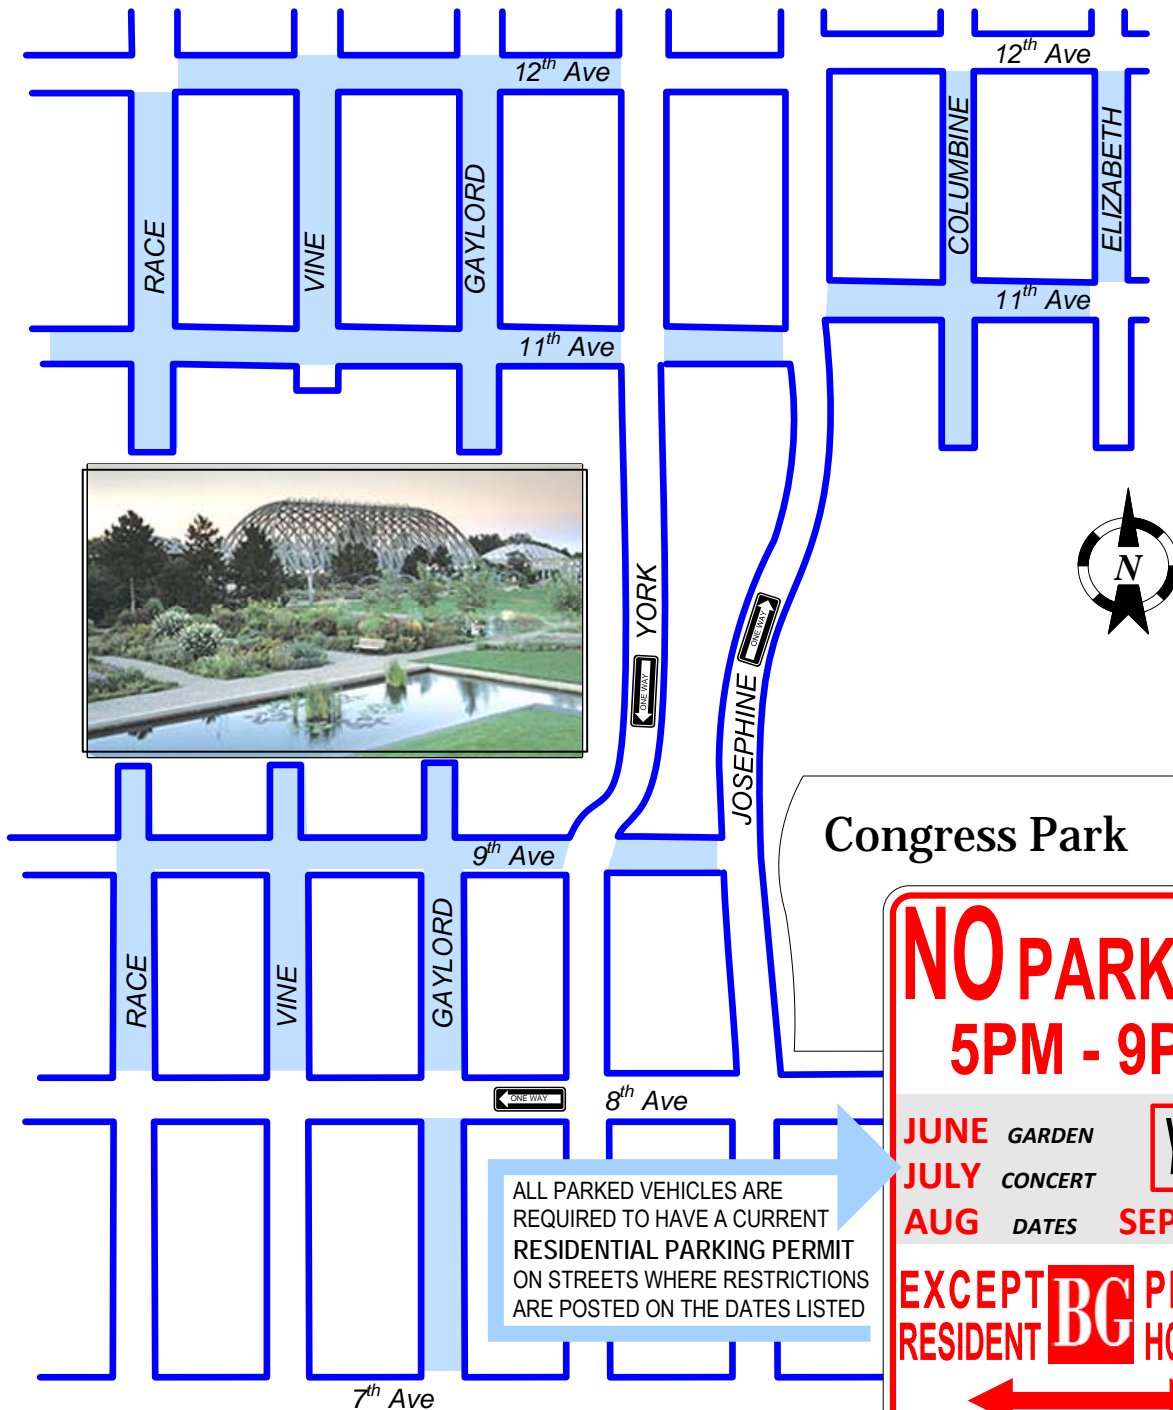 12th Ave
12th Ave
RACE
VINE
GAYLORD
COLUMBINE
ELIZABETH
11th Ave
11th Ave
N
YORK
ONE WAY
ONE WAY
JOSEPHINE
Congress Park
9th Ave
RACE
VINE
GAYLORD
ONE WAY
8th Ave
7th Ave
ALL PARKED VEHICLES ARE
REQUIRED TO HAVE A CURRENT
RESIDENTIAL PARKING PERMIT
ON STREETS WHERE RESTRICTIONS
ARE POSTED ON THE DATES LISTED
NO PARK
5PM - 9P
JUNE GARDEN
JULY CONCERT
AUG DATES SEP
EXCEPT BG P
RESIDENT HO